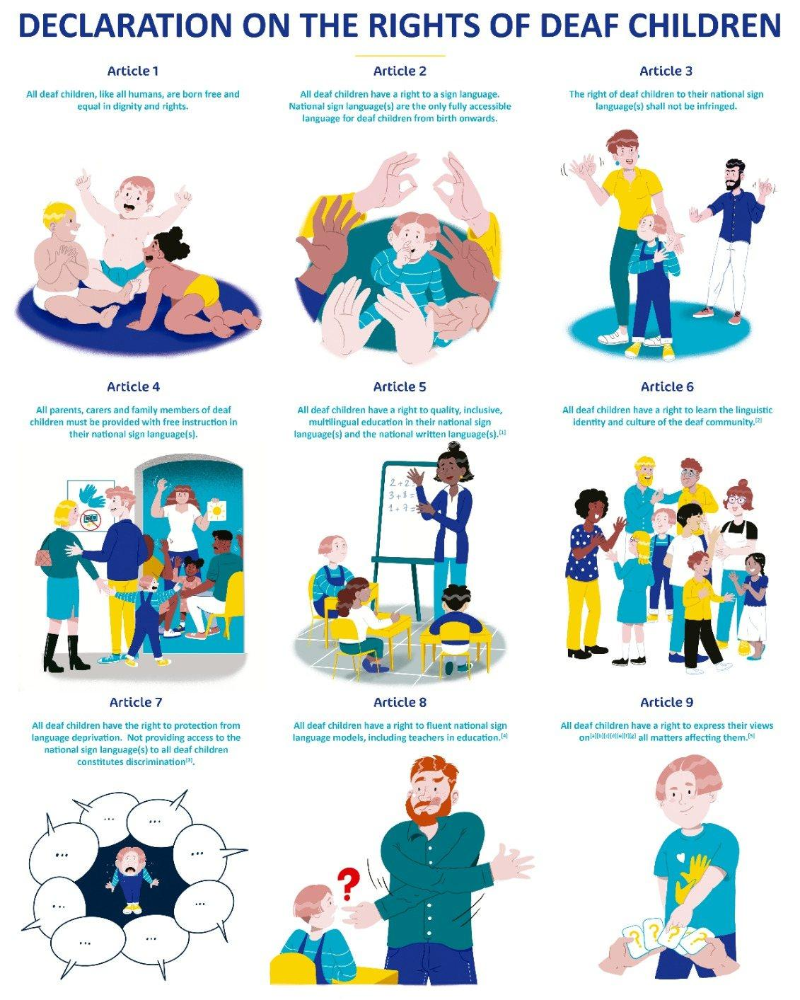 DECLARATION ON THE RIGHTS OF DEAF CHILDREN
Article 1
All deaf children, like all humans, are born free and
equal in dignity and rights.
Article 2
All deaf children have a right to a sign language.
National sign language(s) are the only fully accessible
language for deaf children from birth onwards.
Article 3
The right of deaf children to their national sign
language(s) shall not be infringed.
Article 4
All parents, carers and family members of deaf
children must be provided with free instruction in
their national sign language(s).
Article 5
All deaf children have a right to quality, inclusive,
multilingual education in their national sign
language(s) and the national written language(s).[1]
2+2=
3+8=
1+7=
Article 6
All deaf children have a right to learn the linguistic
identity and culture of the deaf community.[2]
Article 7
All deaf children have the right to protection from
language deprivation. Not providing access to the
national sign language(s) to all deaf children
constitutes discrimination[3].
...
...
...
...
...
...
...
...
Article 8
All deaf children have a right to fluent national sign
language models, including teachers in education.[4]
?
Article 9
All deaf children have a right to express their views
on[a][b][c][d][e][f][g] all matters affecting them.[5]
? ? ? ?